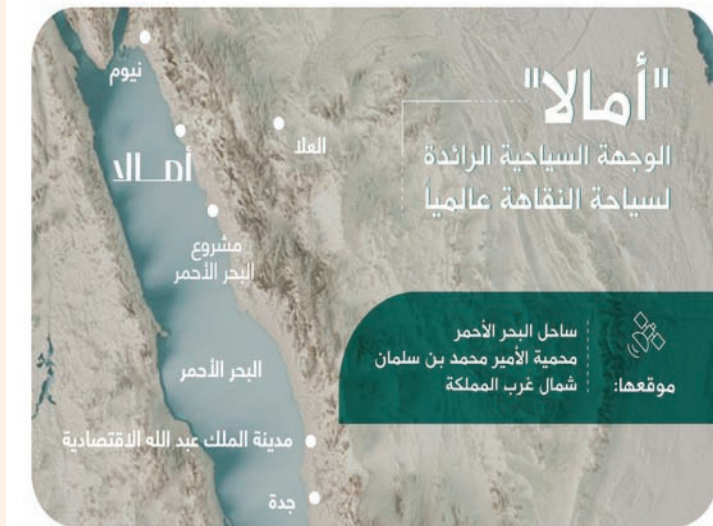 "أمالا"
الوجهة السياحية الرائدة
لسياحة النقاهة عالمياً
موقعها:
ساحل البحر الأحمر
محمية الأمير محمد بن سلمان
شمال غرب المملكة
نيوم
العلا
أمالا
مشروع
البحر الأحمر
البحر الأحمر
مدينة الملك عبد الله الاقتصادية
جدة